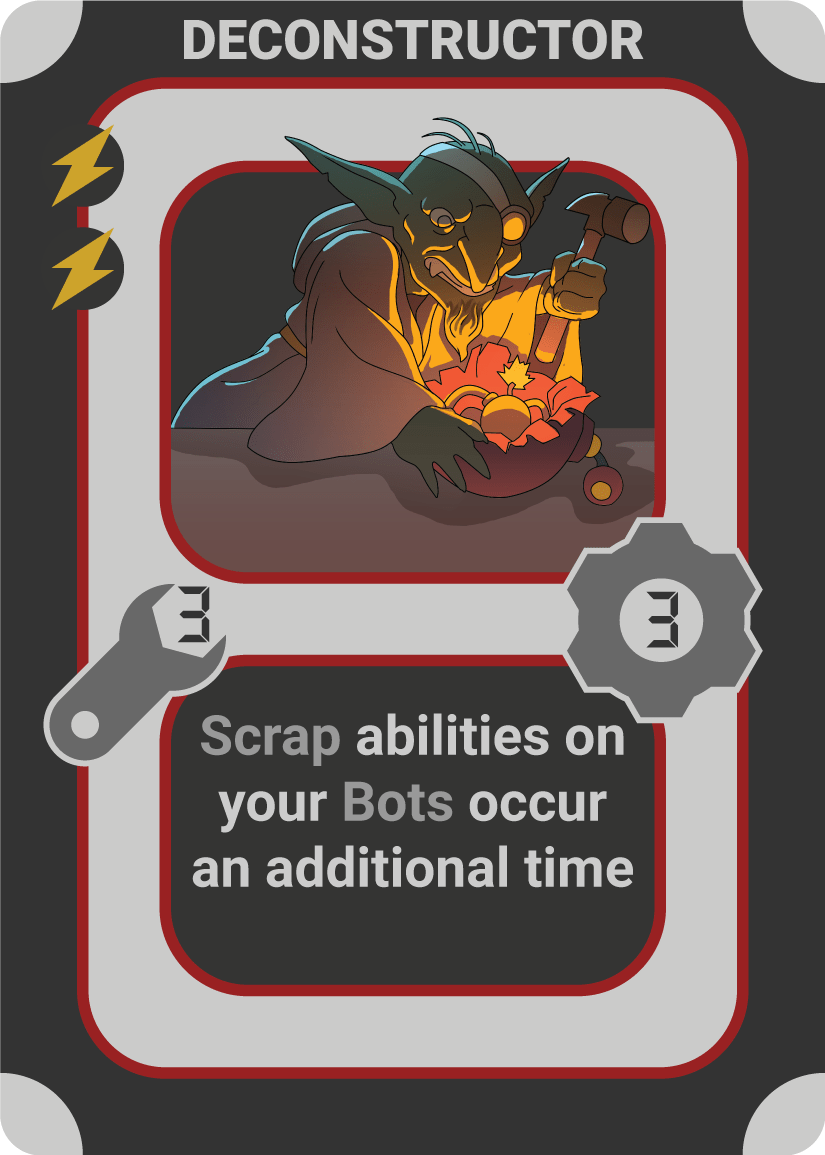 DECONSTRUCTOR
3
3
Scrap abilities on
your Bots occur
an additional time